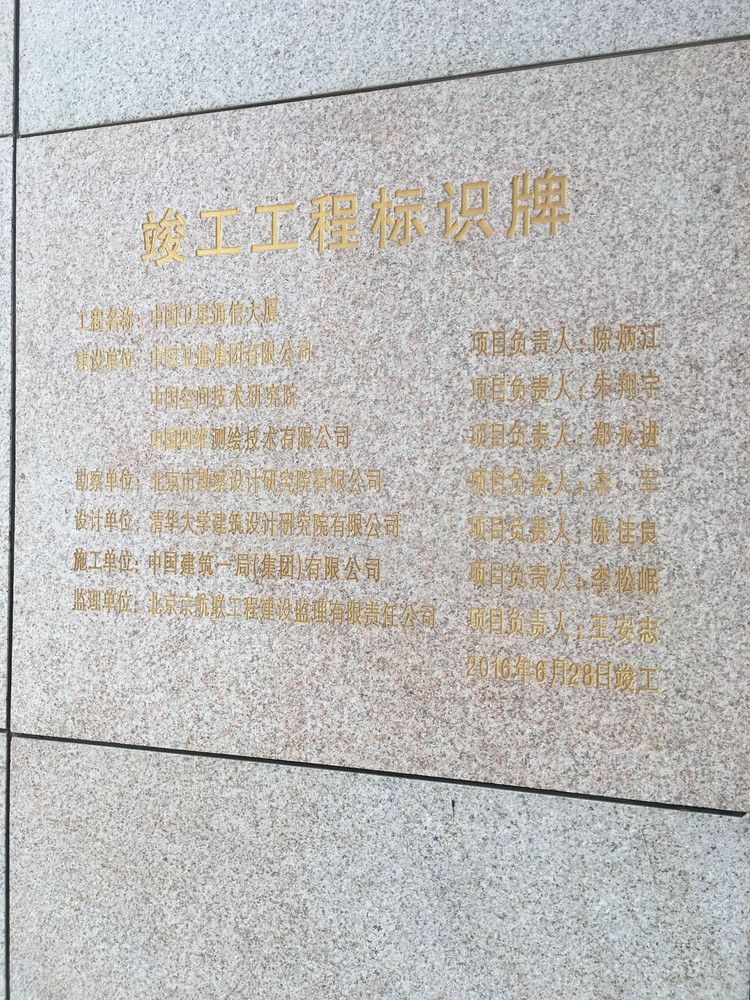 竣工工程标识牌
工程名称：中国卫星通信大厦
建设单位：中国卫通集团有限公司 项目负责人：陈炳江
中国空间技术研究院 项目负责人：朱翔宇
中国四维测绘技术有限公司 项目负责人：郑永进
勘察单位：北京市勘察设计研究院有限公司 项目负责人：李 军
设计单位：清华大学建筑设计研究院有限公司 项目负责人：陈佳良
施工单位：中国建筑一局(集团)有限公司 项目负责人：李松岷
监理单位：北京京航联工程建设监理有限责任公司 项目负责人：王安志
2016年6月28日竣工